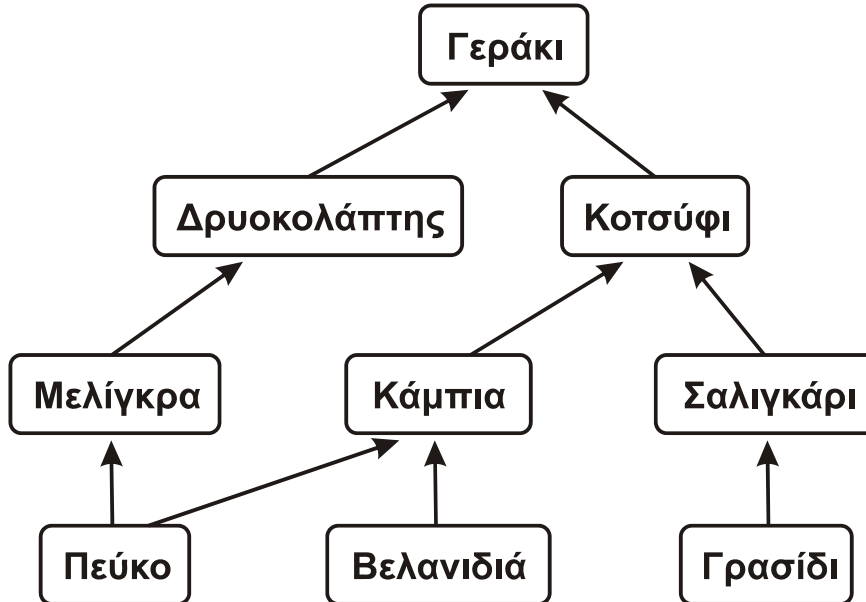 Γεράκι
Δρυοκολάπτης
Κοτσύφι
Μελίγκρα
Κάμπια
Σαλιγκάρι
Πεύκο
Βελανιδιά
Γρασίδι